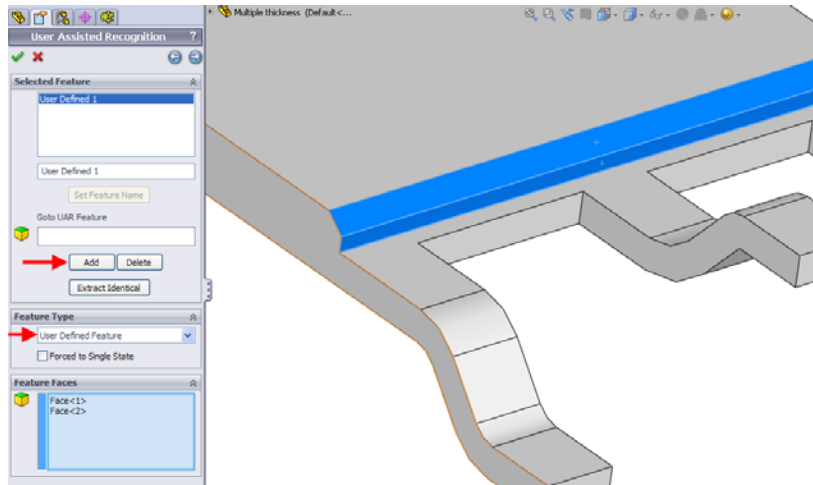 Multiple thickness (Default<...
User Assisted Recognition
?
Selected Feature
User Defined 1
User Defined 1
Set Feature Name
Goto UAR Feature
Add
Delete
Extract Identical
Feature Type
User Defined Feature
Forced to Single State
Feature Faces
Face<1>
Face<2>